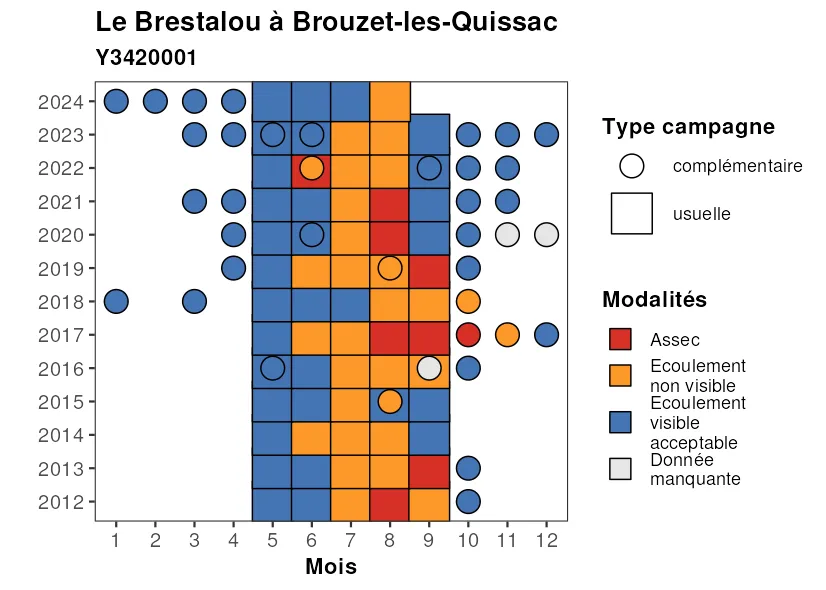 Le Brestalou à Brouzet-les-Quissac
Y3420001
2024
2023
2022
2021
2020
2019
2018
2017
2016
2015
2014
2013
2012
1 2 3 4 5 6 7 8 9 10 11 12
Mois
Type campagne
complémentaire
usuelle
Modalités
Assec
Ecoulement
non visible
Ecoulement
visible
acceptable
Donnée
manquante